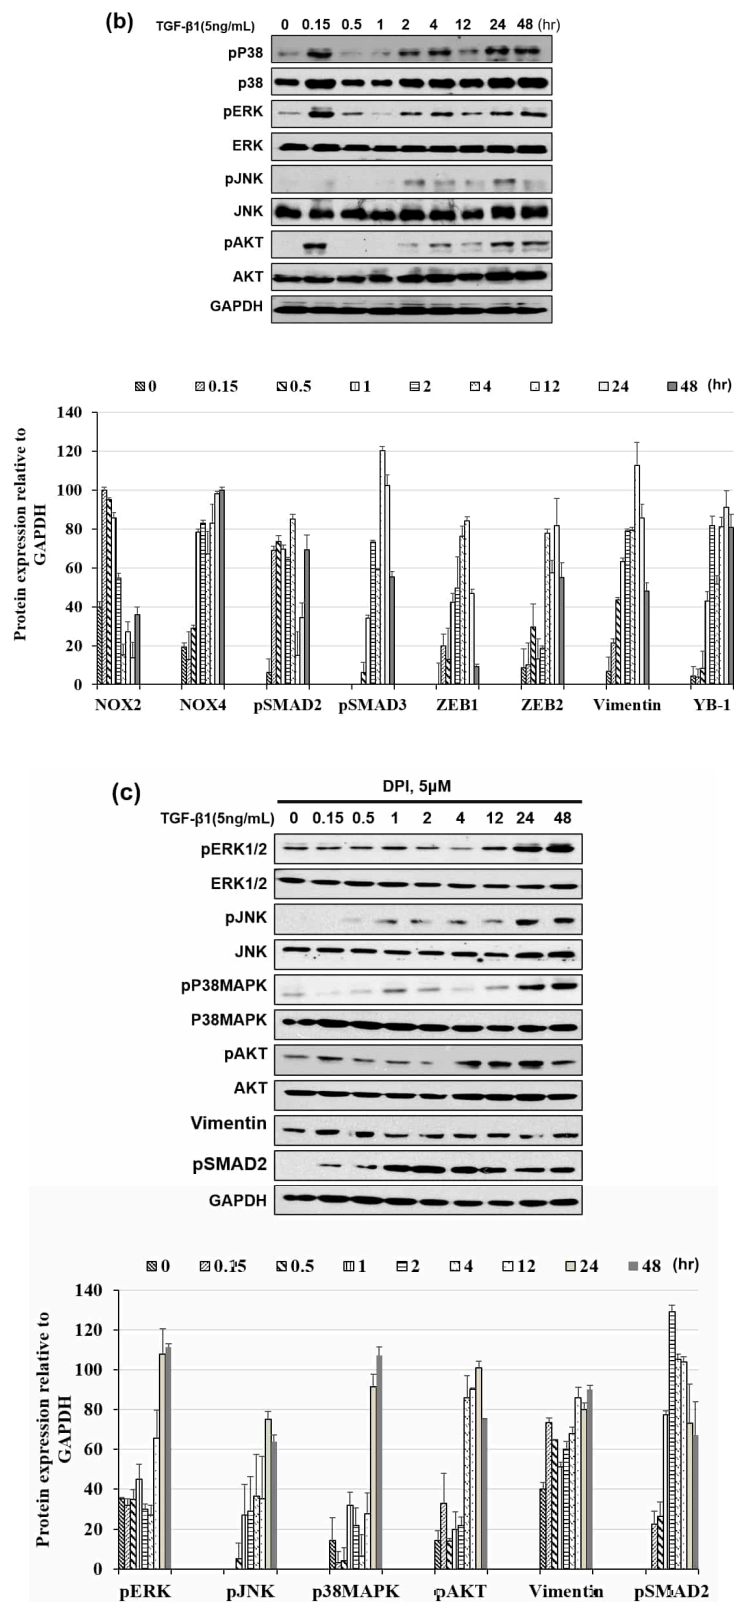 (b)
TGF-β1(5ng/mL) 0 0.15 0.5 1 2 4 12 24 48 (hr)
pP38
p38
pERK
ERK
pJNK
JNK
pAKT
AKT
GAPDH
0 0.15 0.5 1 2 4 12 24 48 (hr)
Protein expression relative to
GAPDH
140
120
100
80
60
40
20
0
NOX2 NOX4 pSMAD2 pSMAD3 ZEB1 ZEB2 Vimentin YB-1
(c)
DPI, 5μM
TGF-β1(5ng/mL) 0 0.15 0.5 1 2 4 12 24 48
pERK1/2
ERK1/2
pJNK
JNK
pP38MAPK
P38MAPK
pAKT
AKT
Vimentin
pSMAD2
GAPDH
0 0.15 0.5 1 2 4 12 24 48 (hr)
Protein expression relative to
GAPDH
140
120
100
80
60
40
20
0
pERK pJNK p38MAPK pAKT Vimentin pSMAD2